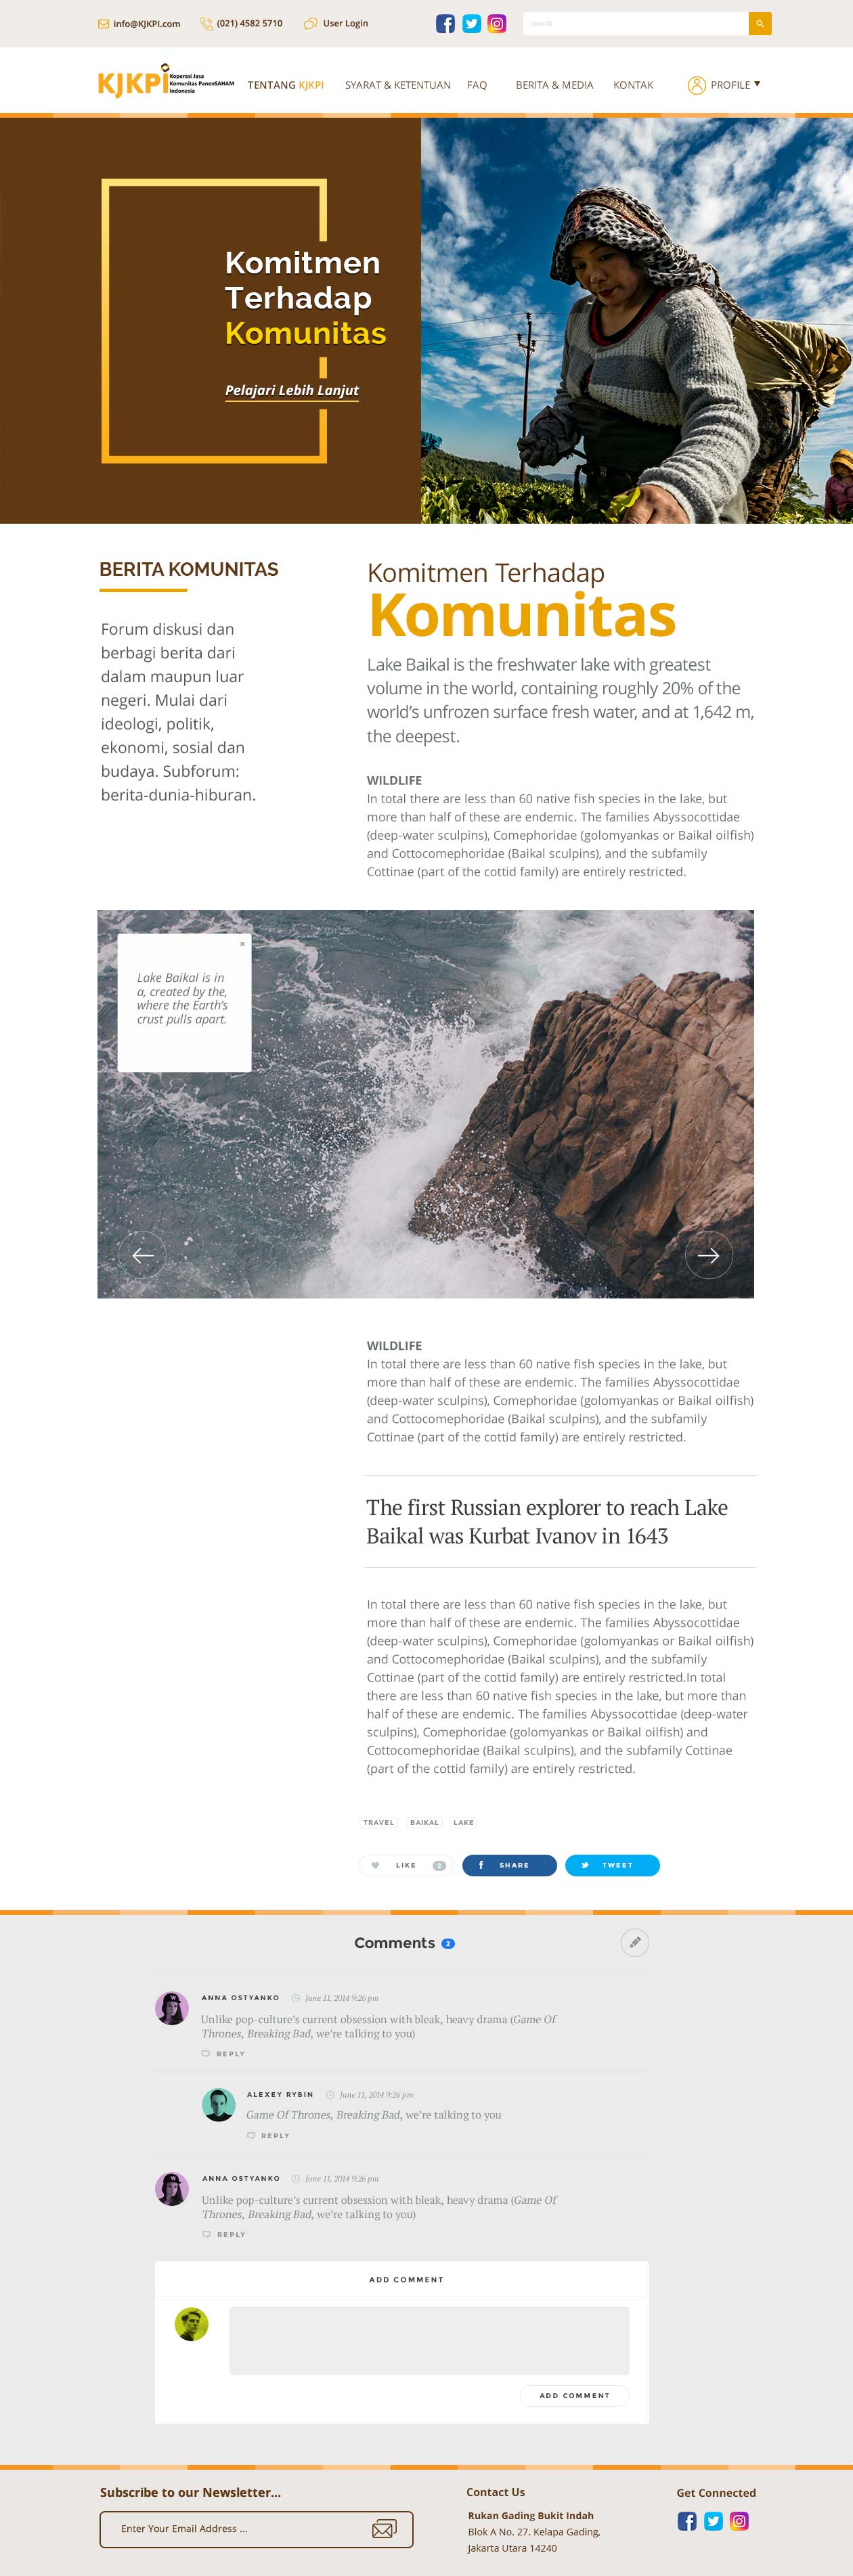 info@KJKPI.com
(021) 4582 5710
User Login
search
KJKPI
Koperasi Jasa
Komunitas PanenSAHAM
Indonesia
TENTANG KJKPI
SYARAT & KETENTUAN
FAQ
BERITA & MEDIA
KONTAK
PROFILE
Komitmen
Terhadap
Komunitas
Pelajari Lebih Lanjut
BERITA KOMUNITAS
Forum diskusi dan
berbagi berita dari
dalam maupun luar
negeri. Mulai dari
ideologi, politik,
ekonomi, sosial dan
budaya. Subforum:
berita-dunia-hiburan.
Komitmen Terhadap
Komunitas
Lake Baikal is the freshwater lake with greatest
volume in the world, containing roughly 20% of the
world's unfrozen surface fresh water, and at 1,642 m,
the deepest.
WILDLIFE
In total there are less than 60 native fish species in the lake, but
more than half of these are endemic. The families Abyssocottidae
(deep-water sculpins), Comephoridae (golomyankas or Baikal oilfish)
and Cottocomephoridae (Baikal sculpins), and the subfamily
Cottinae (part of the cottid family) are entirely restricted.
Lake Baikal is in
a, created by the,
where the Earth's
crust pulls apart.
WILDLIFE
In total there are less than 60 native fish species in the lake, but
more than half of these are endemic. The families Abyssocottidae
(deep-water sculpins), Comephoridae (golomyankas or Baikal oilfish)
and Cottocomephoridae (Baikal sculpins), and the subfamily
Cottinae (part of the cottid family) are entirely restricted.
The first Russian explorer to reach Lake
Baikal was Kurbat Ivanov in 1643
In total there are less than 60 native fish species in the lake, but
more than half of these are endemic. The families Abyssocottidae
(deep-water sculpins), Comephoridae (golomyankas or Baikal oilfish)
and Cottocomephoridae (Baikal sculpins), and the subfamily
Cottinae (part of the cottid family) are entirely restricted.In total
there are less than 60 native fish species in the lake, but more than
half of these are endemic. The families Abyssocottidae (deep-water
sculpins), Comephoridae (golomyankas or Baikal oilfish) and
Cottocomephoridae (Baikal sculpins), and the subfamily Cottinae
(part of the cottid family) are entirely restricted.
TRAVEL BAIKAL LAKE
LIKE 2
SHARE
TWEET
Comments 2
ANNA OSTYANKO June 11, 2014 9:26 pm
Unlike pop-culture's current obsession with bleak, heavy drama (Game Of
Thrones, Breaking Bad, we're talking to you)
REPLY
ALEXEY RYBIN June 11, 2014 9:26 pm
Game Of Thrones, Breaking Bad, we're talking to you
REPLY
ANNA OSTYANKO June 11, 2014 9:26 pm
Unlike pop-culture's current obsession with bleak, heavy drama (Game Of
Thrones, Breaking Bad, we're talking to you)
REPLY
ADD COMMENT
ADD COMMENT
Subscribe to our Newsletter...
Enter Your Email Address ...
Contact Us
Rukan Gading Bukit Indah
Blok A No. 27. Kelapa Gading,
Jakarta Utara 14240
Get Connected